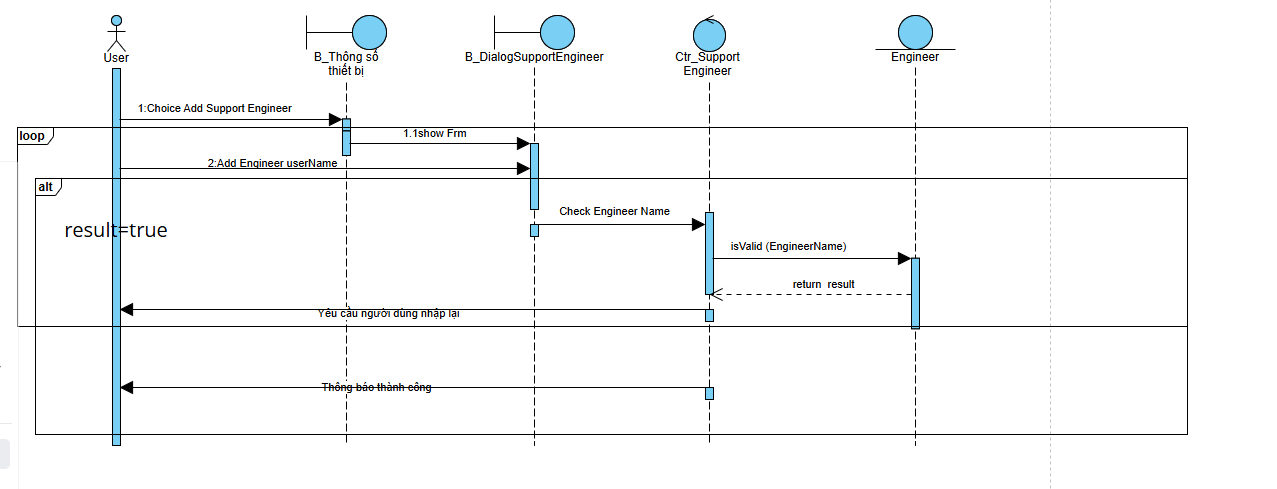 User
B_Thông số
thiết bị
B_DialogSupportEngineer
Ctr_Support
Engineer
Engineer
1:Choice Add Support Engineer
loop
1.1show Frm
2:Add Engineer userName
alt
Check Engineer Name
result=true
isValid (EngineerName)
return result
Yêu cầu người dùng nhập lại
Thông báo thành công